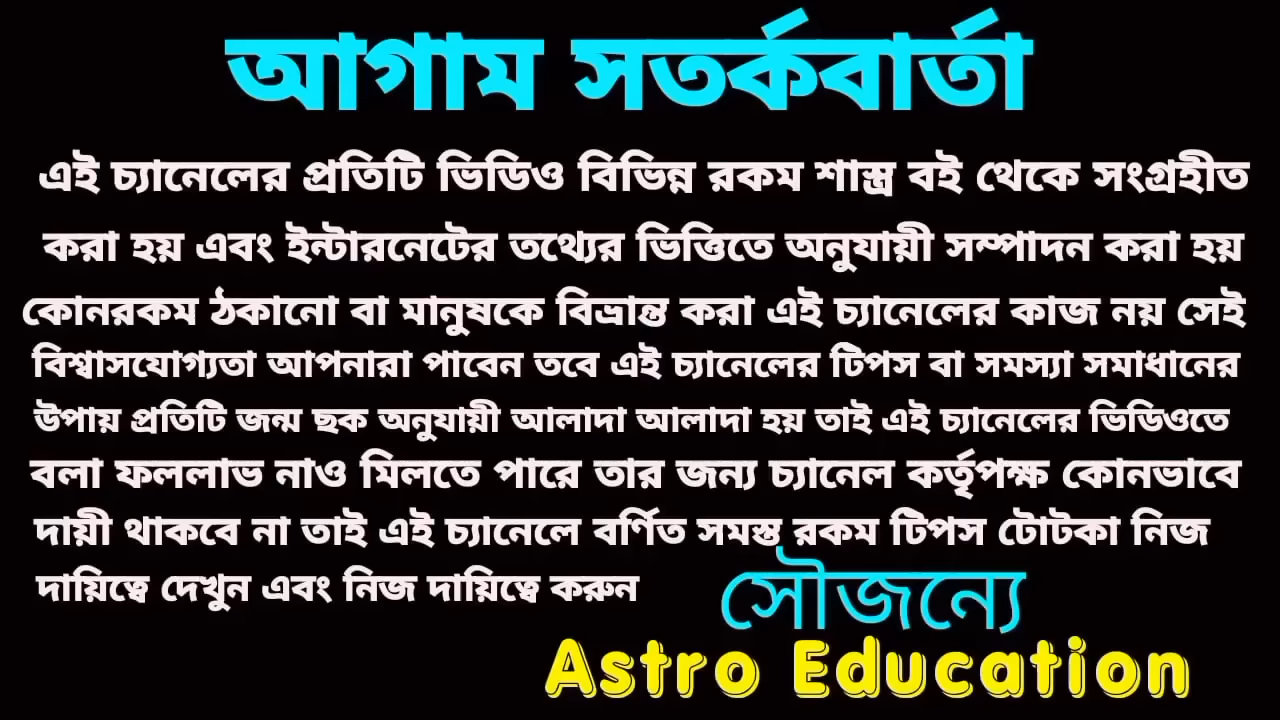 আগাম সতর্কবার্তা
এই চ্যানেলের প্রতিটি ভিডিও বিভিন্ন রকম শাস্ত্র বই থেকে সংগ্রহীত
করা হয় এবং ইন্টারনেটের তথ্যের ভিত্তিতে অনুযায়ী সম্পাদন করা হয়
কোনরকম ঠকানো বা মানুষকে বিভ্রান্ত করা এই চ্যানেলের কাজ নয় সেই
বিশ্বাসযোগ্যতা আপনারা পাবেন তবে এই চ্যানেলের টিপস বা সমস্যা সমাধানের
উপায় প্রতিটি জন্ম ছক অনুযায়ী আলাদা আলাদা হয় তাই এই চ্যানেলের ভিডিওতে
বলা ফললাভ নাও মিলতে পারে তার জন্য চ্যানেল কর্তৃপক্ষ কোনভাবে
দায়ী থাকবে না তাই এই চ্যানেলে বর্ণিত সমস্ত রকম টিপস টোটকা নিজ
দায়িত্বে দেখুন এবং নিজ দায়িত্বে করুন
সৌজন্যে
Astro Education